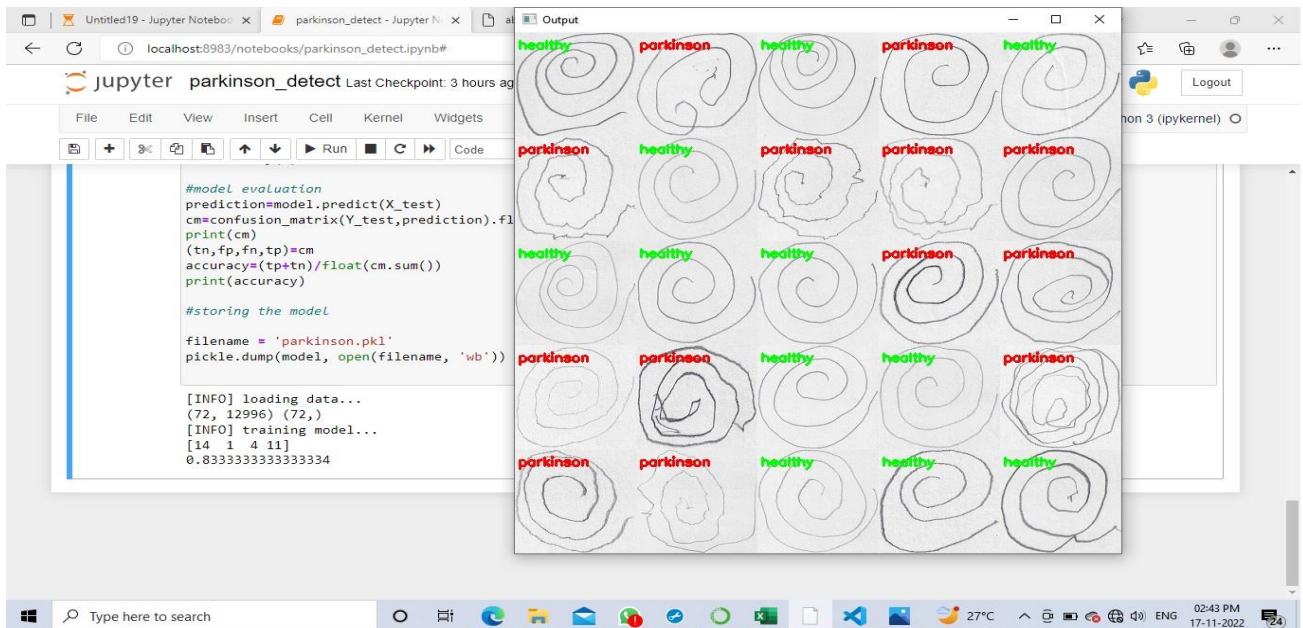 Untitled19 - Jupyter Noteboo
parkinson_detect - Jupyter N
Output
localhost:8983/notebooks/parkinson_detect.ipynb#
jupyter parkinson_detect Last Checkpoint: 3 hours ag
Logout
File Edit View Insert Cell Kernel Widgets
hon 3 (ipykernel)
Run
Code
#model evaluation
prediction=model.predict(X_test)
cm=confusion_matrix(Y_test,prediction).fl
print(cm)
(tn,fp,fn,tp)=cm
accuracy=(tp+tn)/float(cm.sum())
print(accuracy)
#storing the model
filename = 'parkinson.pkl'
pickle.dump(model, open(filename, 'wb'))
[INFO] loading data...
(72, 12996) (72,)
[INFO] training model...
[14 1 4 11]
0.8333333333333334
healthy parkinson healthy parkinson healthy
parkinson healthy parkinson parkinson parkinson
healthy healthy healthy parkinson parkinson
parkinson parkinson healthy healthy parkinson
parkinson parkinson healthy healthy healthy
Type here to search
27°C
ENG
02:43 PM
17-11-2022
24